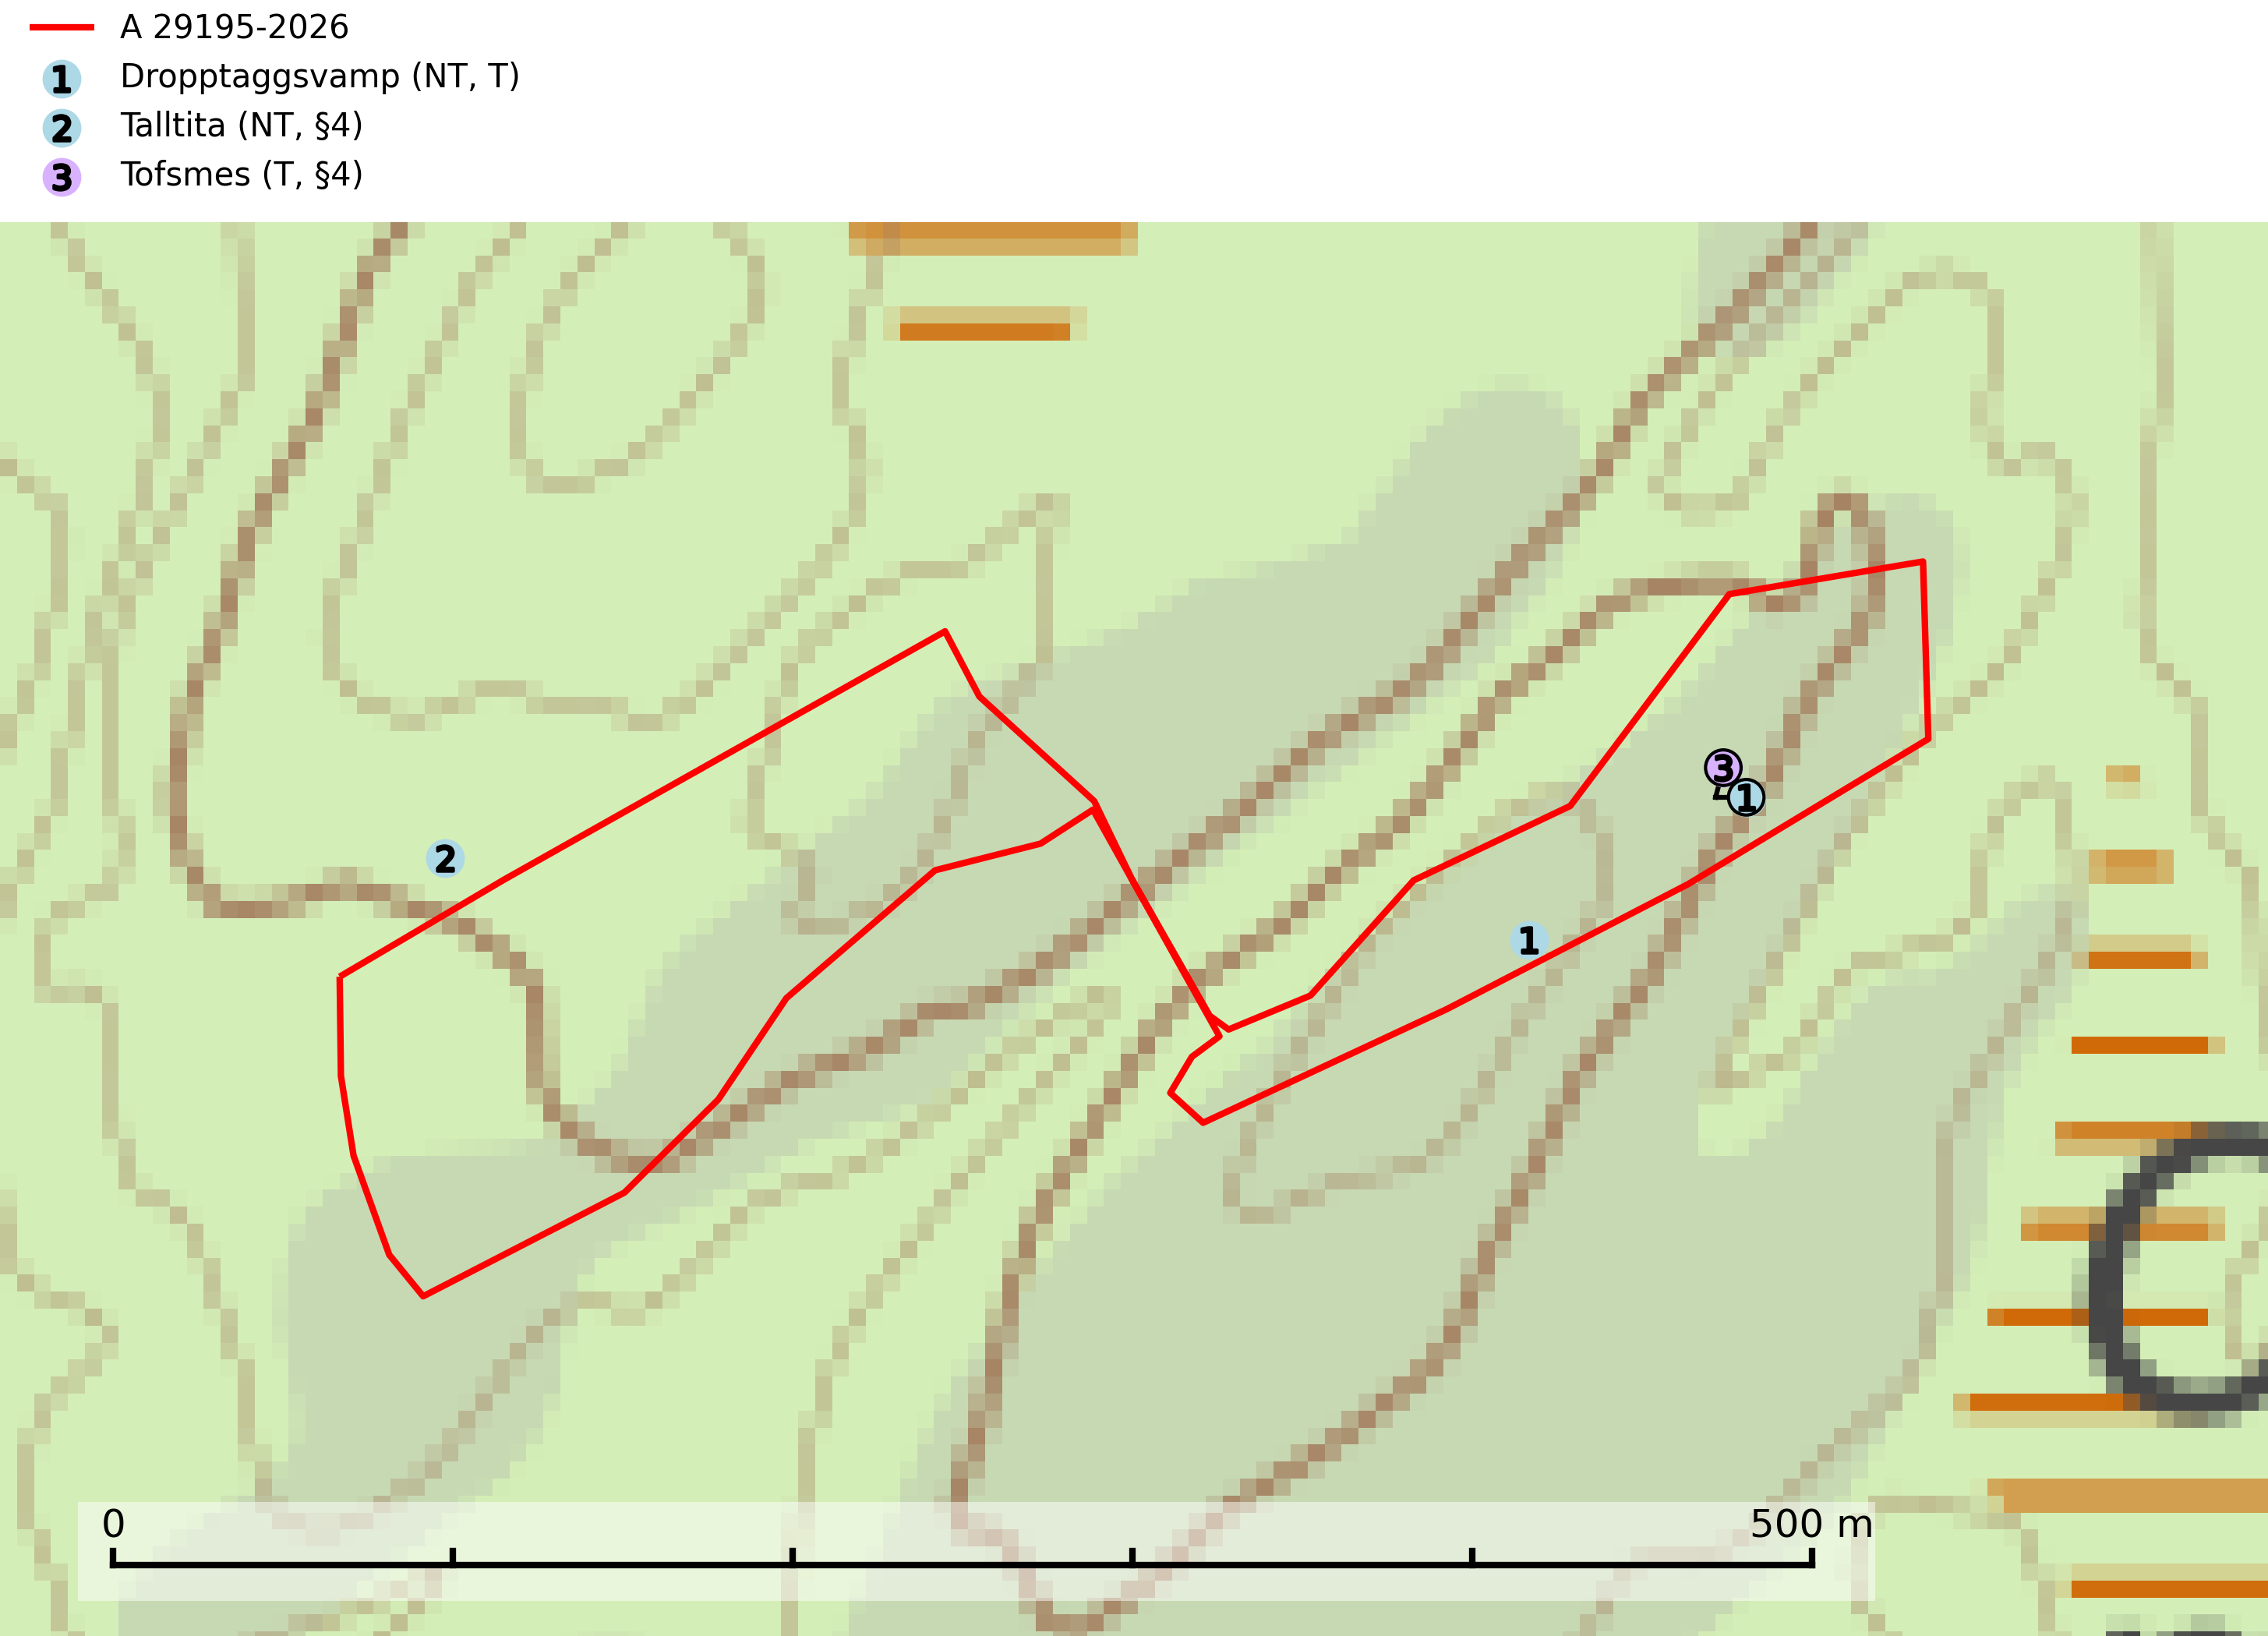 A 29195-2026
1 Dropptaggsvamp (NT, T)
2 Talltita (NT, §4)
3 Tofsmes (T, §4)
3
1
2
1
0 500 m